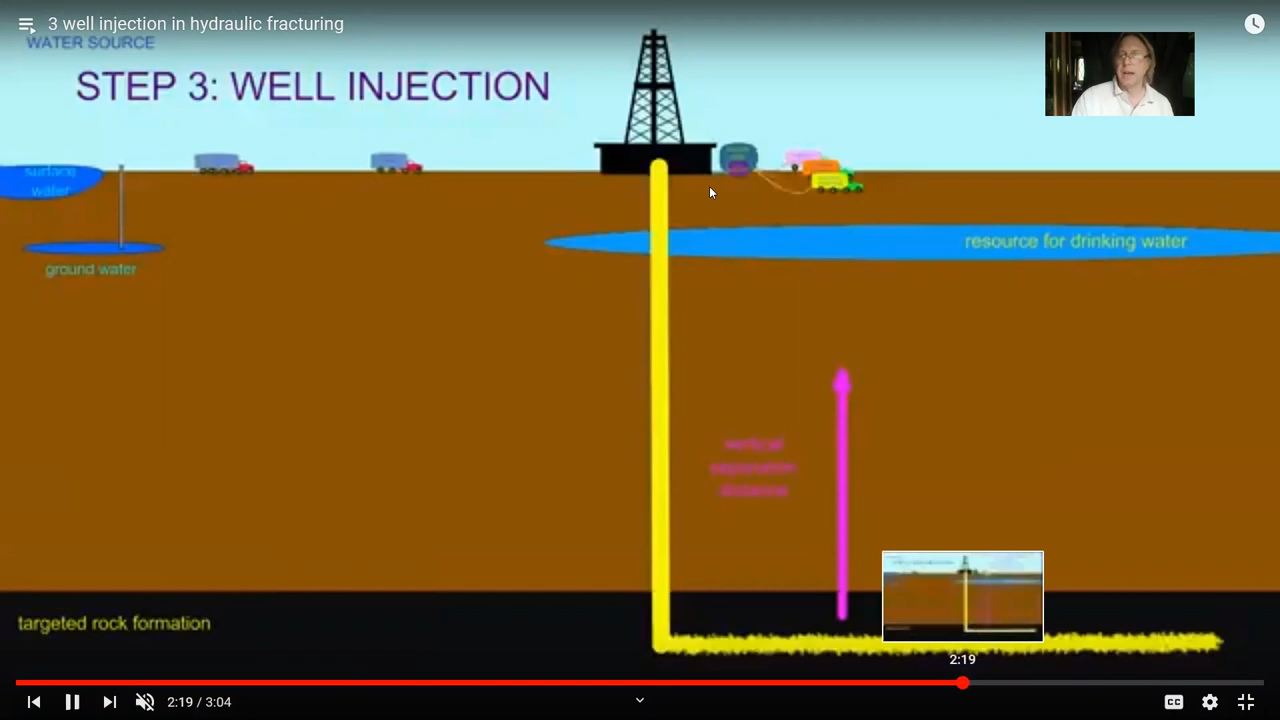 3 well injection in hydraulic fracturing
WATER SOURCE
STEP 3: WELL INJECTION
surface
water
ground water
resource for drinking water
vertical
separation
distance
targeted rock formation
2:19
2:19 / 3:04
CC